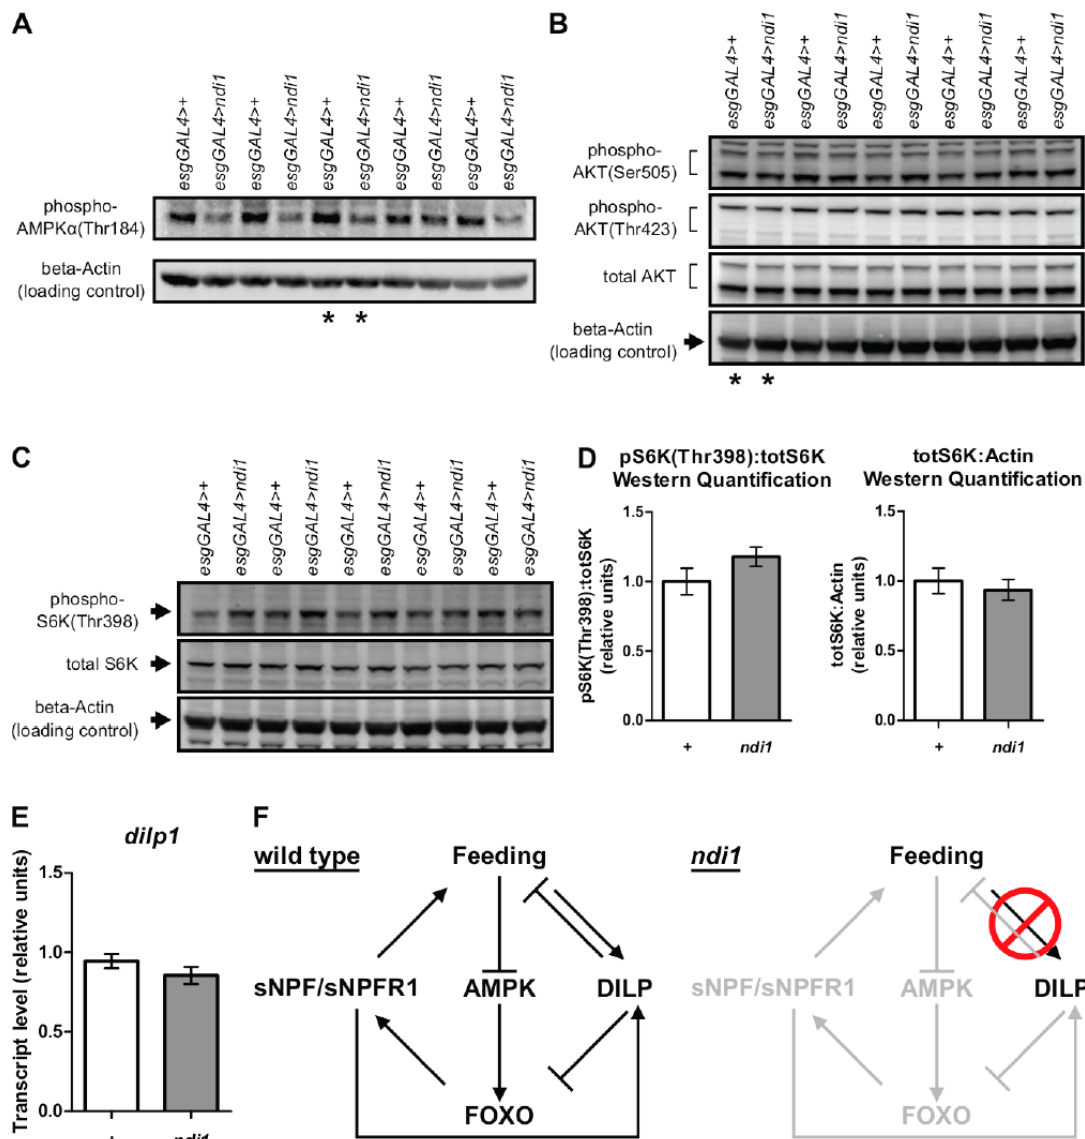 A
esgGAL4>+
esgGAL4>ndi1
esgGAL4>+
esgGAL4>ndi1
esgGAL4>+
esgGAL4>ndi1
esgGAL4>+
esgGAL4>ndi1
esgGAL4>+
esgGAL4>ndi1
phospho-
AMPKα(Thr184)
beta-Actin
(loading control)
* *
B
esgGAL4>+
esgGAL4>ndi1
esgGAL4>+
esgGAL4>ndi1
esgGAL4>+
esgGAL4>ndi1
esgGAL4>+
esgGAL4>ndi1
esgGAL4>+
esgGAL4>ndi1
phospho-
AKT(Ser505)
phospho-
AKT(Thr423)
total AKT
beta-Actin
(loading control)
* *
C
esgGAL4>+
esgGAL4>ndi1
esgGAL4>+
esgGAL4>ndi1
esgGAL4>+
esgGAL4>ndi1
esgGAL4>+
esgGAL4>ndi1
esgGAL4>+
esgGAL4>ndi1
phospho-
S6K(Thr398)
total S6K
beta-Actin
(loading control)
D
pS6K(Thr398):totS6K
Western Quantification
pS6K(Thr398):totS6K
(relative units)
1.5
1.0
0.5
0.0
+ ndi1
totS6K:Actin
Western Quantification
totS6K:Actin
(relative units)
1.5
1.0
0.5
0.0
+ ndi1
E
dilp1
Transcript level (relative units)
1.5
1.0
0.5
0.0
+ ndi1
F
wild type
Feeding
sNPF/sNPFR1 AMPK DILP
FOXO
ndi1
Feeding
sNPF/sNPFR1 AMPK DILP
FOXO